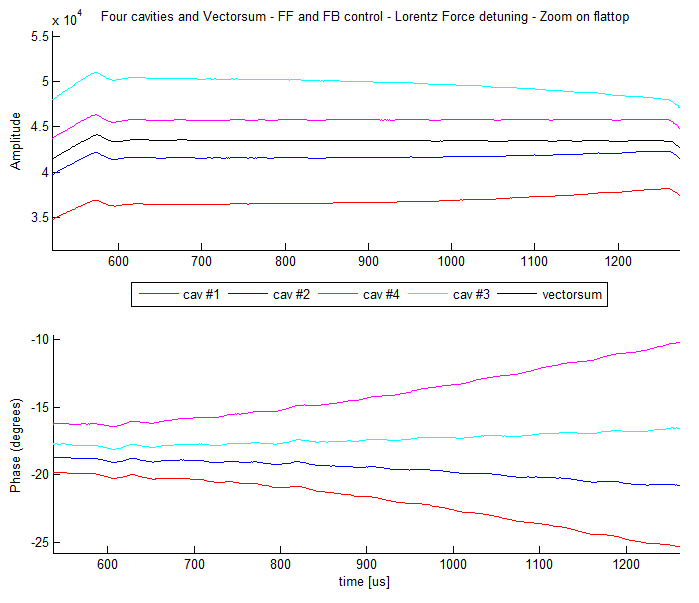 Four cavities and Vectorsum - FF and FB control - Lorentz Force detuning - Zoom on flattop
x 10^4
5.5
5
4.5
4
3.5
Amplitude
600 700 800 900 1000 1100 1200
cav #1 cav #2 cav #4 cav #3 vectorsum
-10
-15
-20
-25
Phase (degrees)
600 700 800 900 1000 1100 1200
time [us]